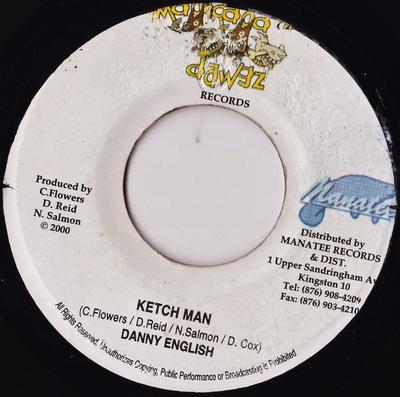 RECORDS
Produced by
C.Flowers
D. Reid
N. Salmon
© 2000
Manatee
Distributed by
MANATEE RECORDS
& DIST.
1 Upper Sandringham Av
Kingston 10
Tel: (876) 908-4209
Fax: (876) 903-4210
KETCH MAN
(C.Flowers / D.Reid / N.Salmon / D. Cox)
DANNY ENGLISH
All Rights Reserved. Unauthorizes Copying, Public Performance or Broadcasting is Prohibited